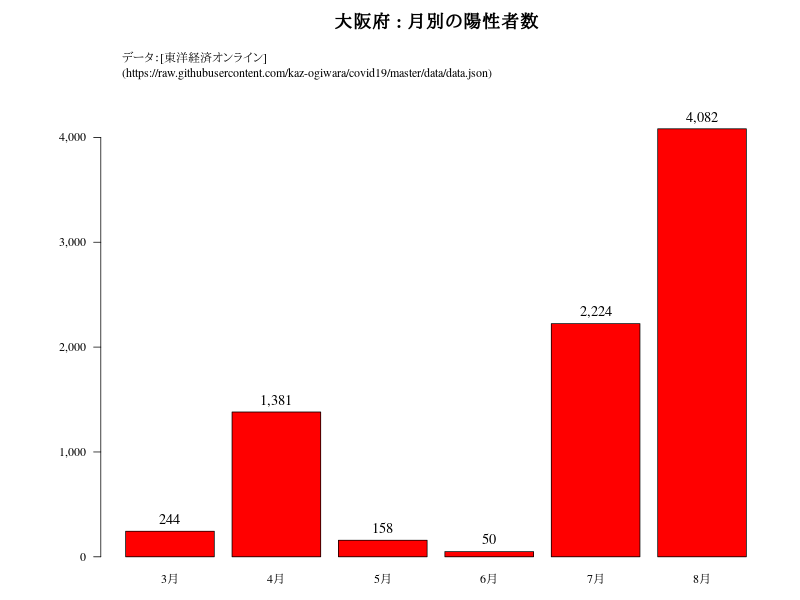 大阪府 : 月別の陽性者数
データ：[東洋経済オンライン]
(https://raw.githubusercontent.com/kaz-ogiwara/covid19/master/data/data.json)
4,082
4,000
3,000
2,224
2,000
1,381
1,000
244
158
50
0
3月 4月 5月 6月 7月 8月